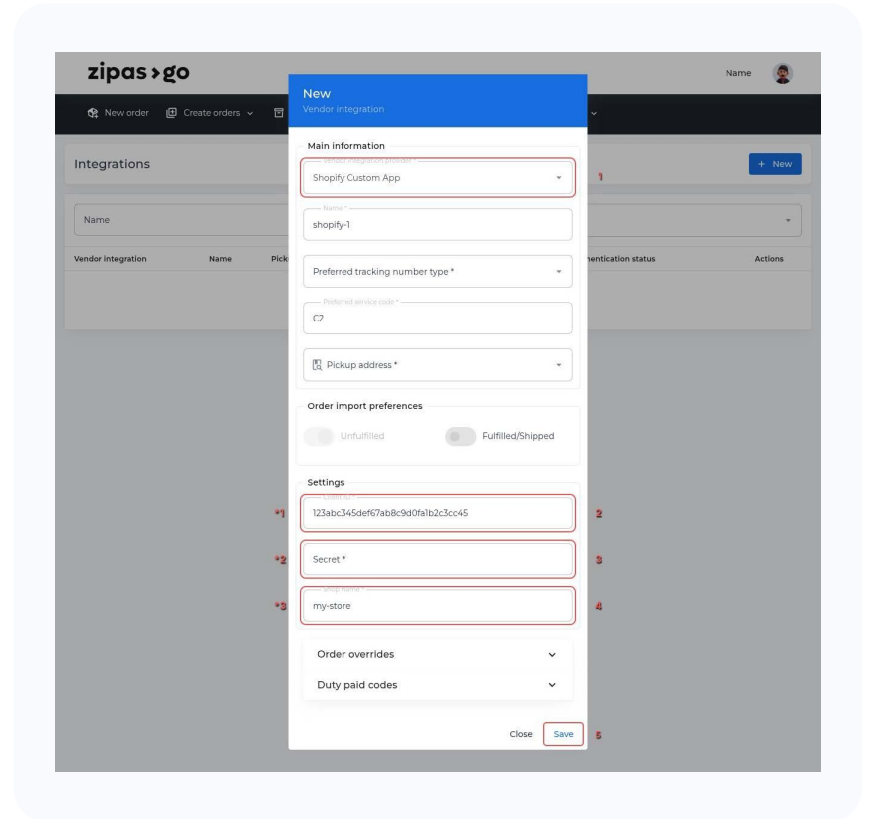 zipas>go
Name
New
Vendor integration
New order
Create orders
Integrations
+ New
Main information
Vendor integration provider *
Shopify Custom App
1
Name *
shopify-1
Name
Vendor integration
Name
Pick
hentication status
Actions
Preferred tracking number type *
Preferred service code *
C2
Pickup address *
Order import preferences
Unfulfilled
Fulfilled/Shipped
Settings
Client ID *
*1
123abc345def67ab8c9d0fa1b2c3cc45
2
*2
Secret *
3
Shop name *
*3
my-store
4
Order overrides
Duty paid codes
Close
Save
5